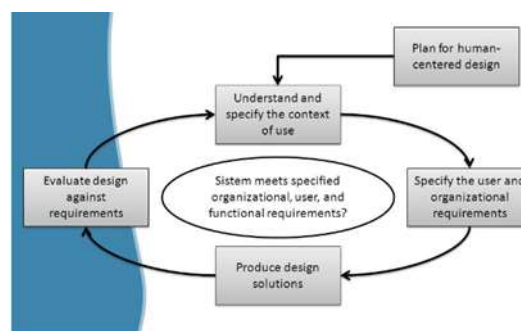 Plan for human-
centered design
Understand and
specify the context
of use
Evaluate design
against
requirements
Sistem meets specified
organizational, user, and
functional requirements?
Specify the user and
organizational
requirements
Produce design
solutions